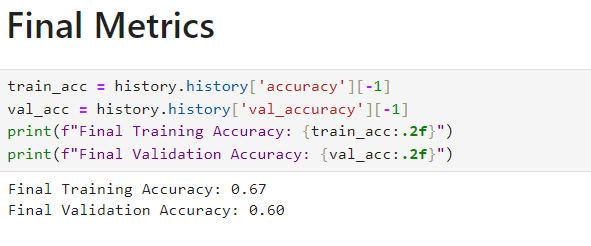 Final Metrics
train_acc = history.history['accuracy'][-1]
val_acc = history.history['val_accuracy'][-1]
print(f"Final Training Accuracy: {train_acc:.2f}")
print(f"Final Validation Accuracy: {val_acc:.2f}")
Final Training Accuracy: 0.67
Final Validation Accuracy: 0.60